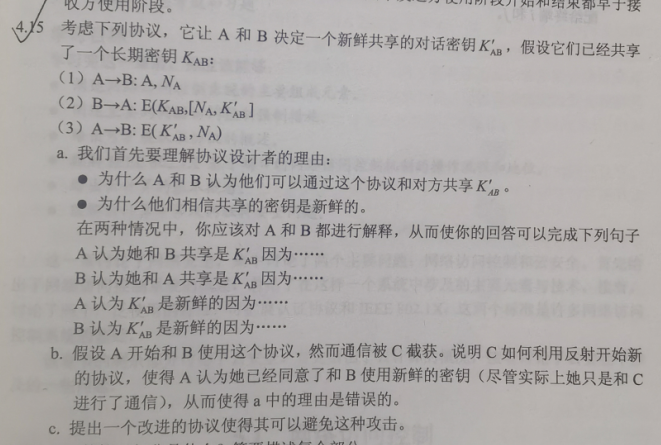 收方使用阶段。
4.15 考虑下列协议，它让 A 和 B 决定一个新鲜共享的对话密钥K′AB，假设它们已经共享
了一个长期密钥 KAB：
（1）A→B: A, NA
（2）B→A: E(KAB,[NA, K′AB]
（3）A→B: E( K′AB , NA)
a. 我们首先要理解协议设计者的理由：
● 为什么 A 和 B 认为他们可以通过这个协议和对方共享 K′AB。
● 为什么他们相信共享的密钥是新鲜的。
在两种情况中，你应该对 A 和 B 都进行解释，从而使你的回答可以完成下列句子
A 认为她和 B 共享是 K′AB 因为……
B 认为她和 A 共享是 K′AB 因为……
A 认为 K′AB 是新鲜的因为……
B 认为 K′AB 是新鲜的因为……
b. 假设 A 开始和 B 使用这个协议，然而通信被 C 截获。说明 C 如何利用反射开始新
的协议，使得 A 认为她已经同意了和 B 使用新鲜的密钥（尽管实际上她只是和 C
进行了通信），从而使得 a 中的理由是错误的。
c. 提出一个改进的协议使得其可以避免这种攻击。